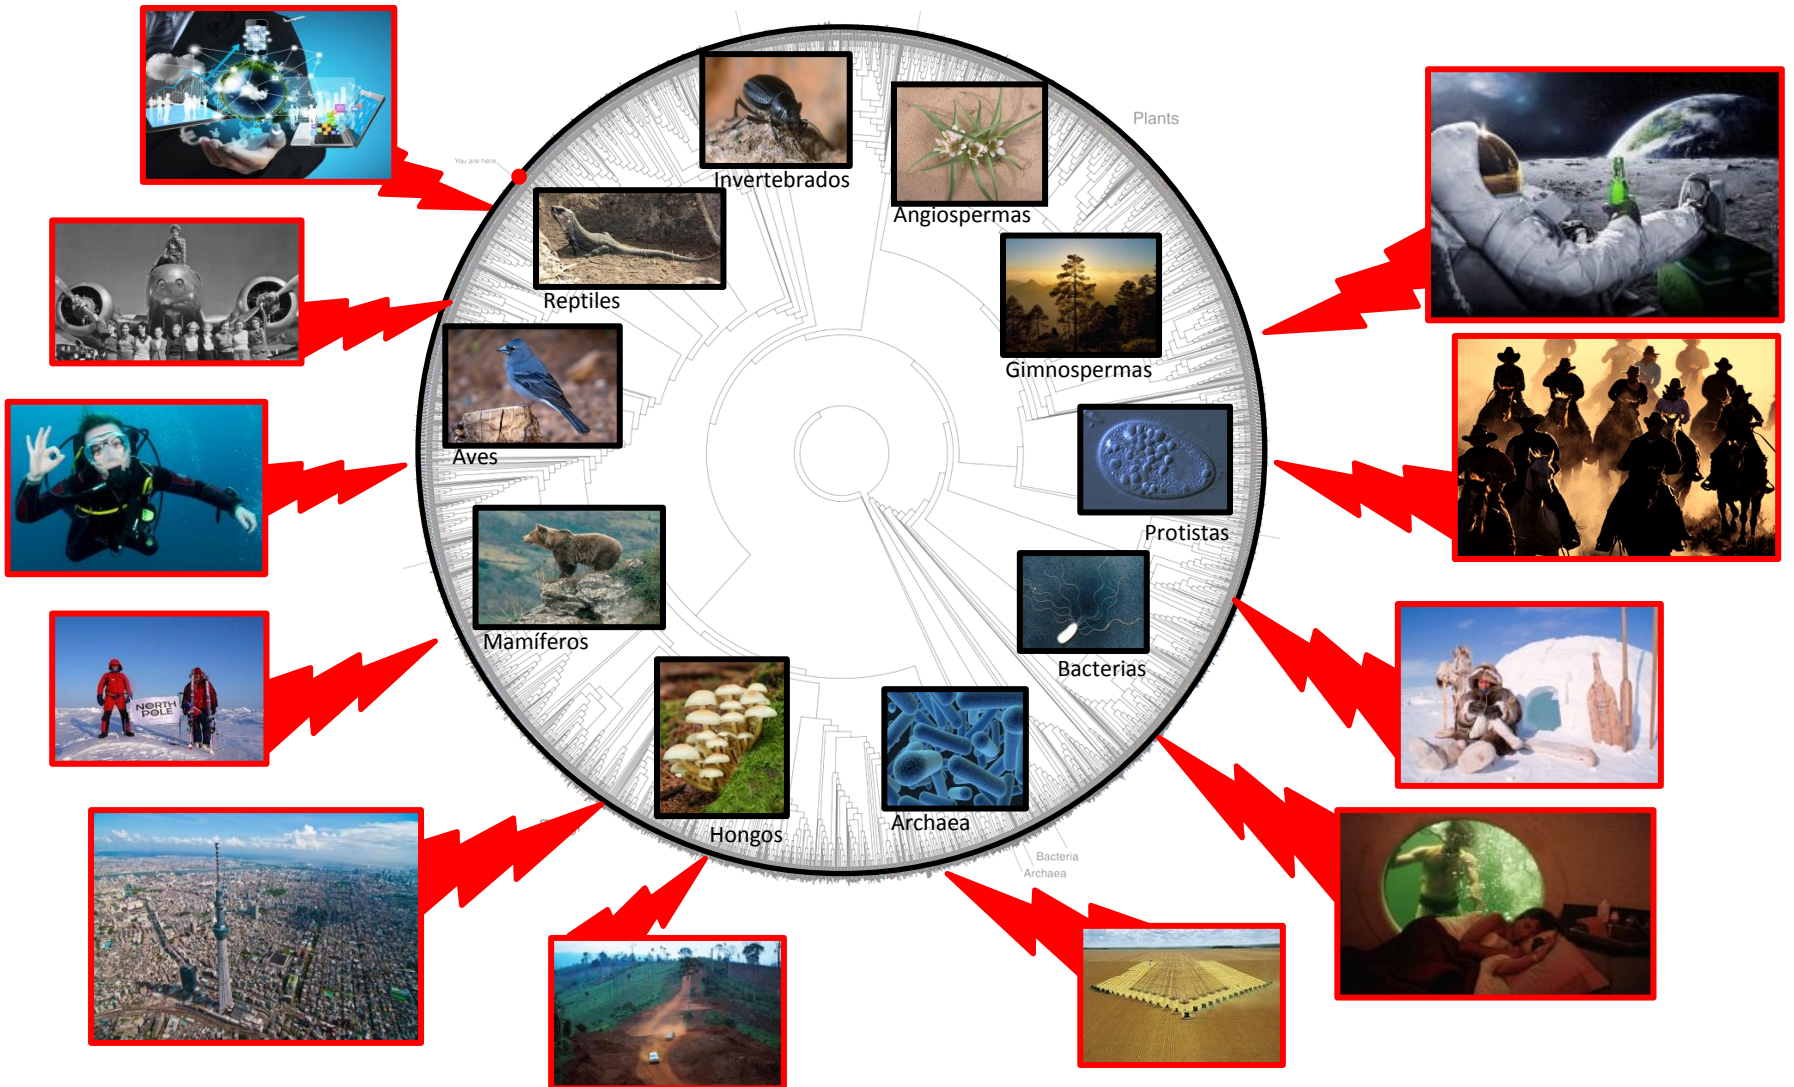 Plants
You are here
Invertebrados
Angiospermas
Reptiles
Gimnospermas
Aves
Protistas
Mamíferos
Bacterias
NORTH
POLE
Hongos
Archaea
Bacteria
Archaea